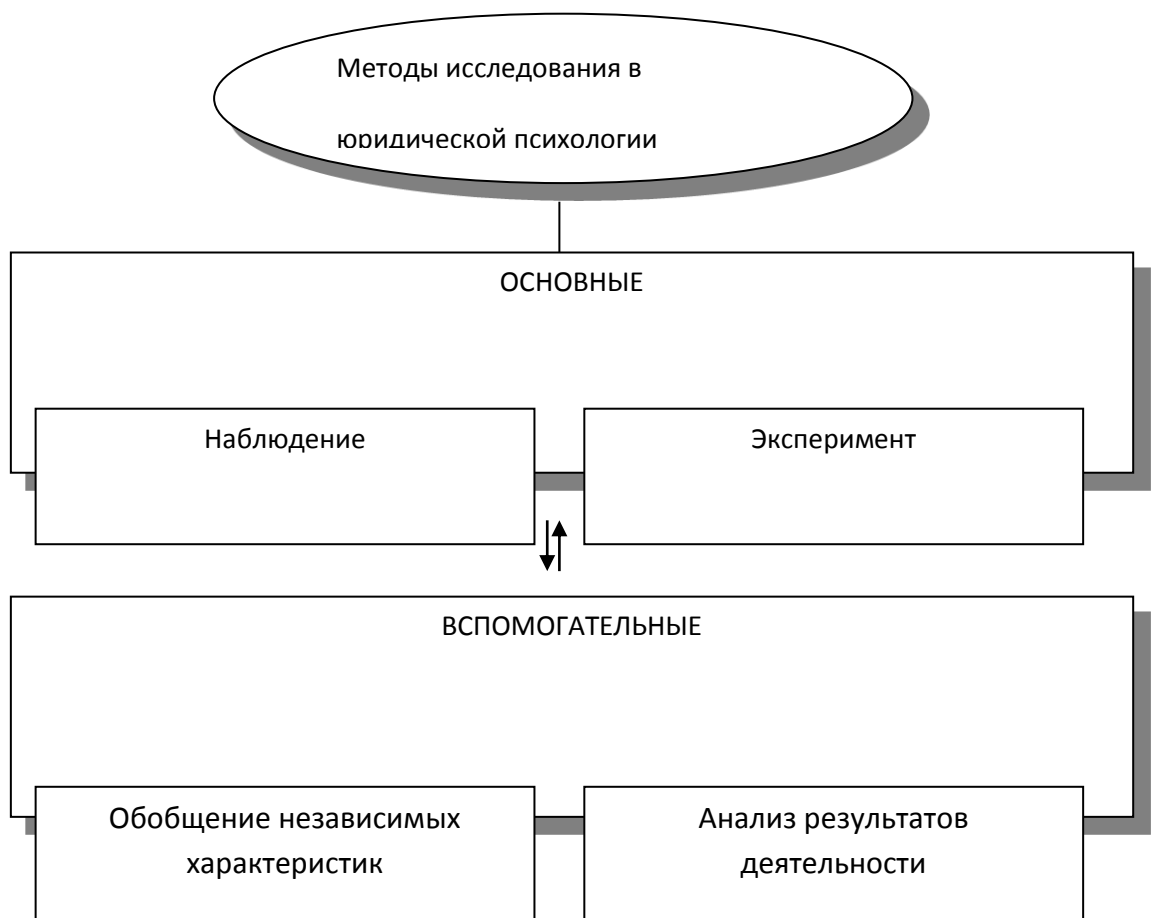 Методы исследования в
юридической психологии
ОСНОВНЫЕ
Наблюдение
Эксперимент
ВСПОМОГАТЕЛЬНЫЕ
Обобщение независимых
характеристик
Анализ результатов
деятельности